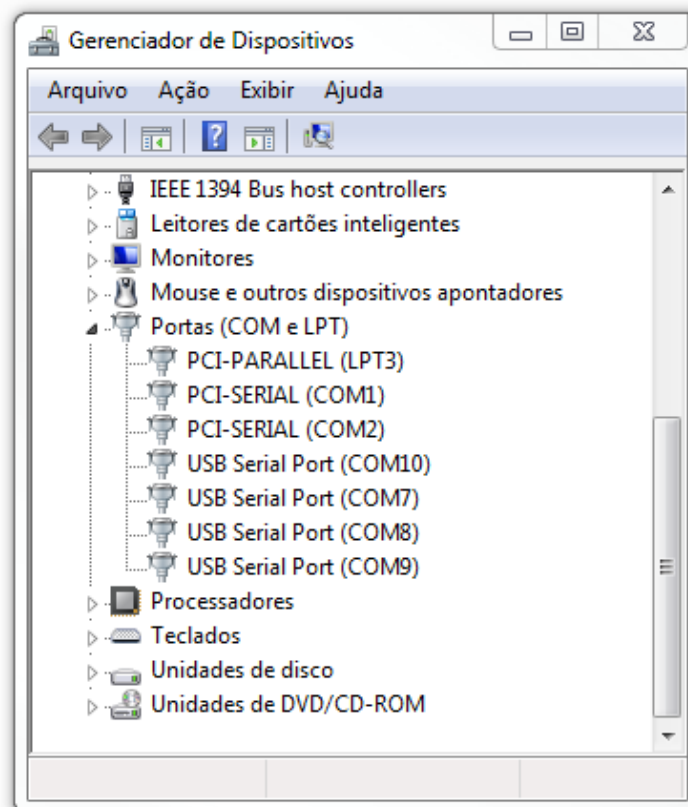 Gerenciador de Dispositivos
Arquivo Ação Exibir Ajuda
IEEE 1394 Bus host controllers
Leitores de cartões inteligentes
Monitores
Mouse e outros dispositivos apontadores
Portas (COM e LPT)
PCI-PARALLEL (LPT3)
PCI-SERIAL (COM1)
PCI-SERIAL (COM2)
USB Serial Port (COM10)
USB Serial Port (COM7)
USB Serial Port (COM8)
USB Serial Port (COM9)
Processadores
Teclados
Unidades de disco
Unidades de DVD/CD-ROM